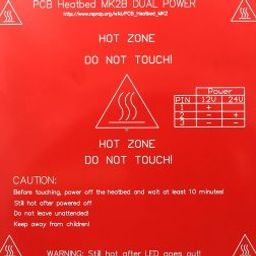 PCB Heatbed MK2B DUAL POWER
http://www.reprap.org/wiki/PCB_Heatbed_MK2
HOT ZONE
DO NOT TOUCH!
Power
PIN 12V 24V
1 + +
2 - 
3 - -
HOT ZONE
DO NOT TOUCH!
CAUTION:
Before touching, power off the heatbed and wait at least 10 minutes!
Still hot after powered off
Do not leave unattended!
Keep away from children!
WARNING: Still hot after LED goes out!